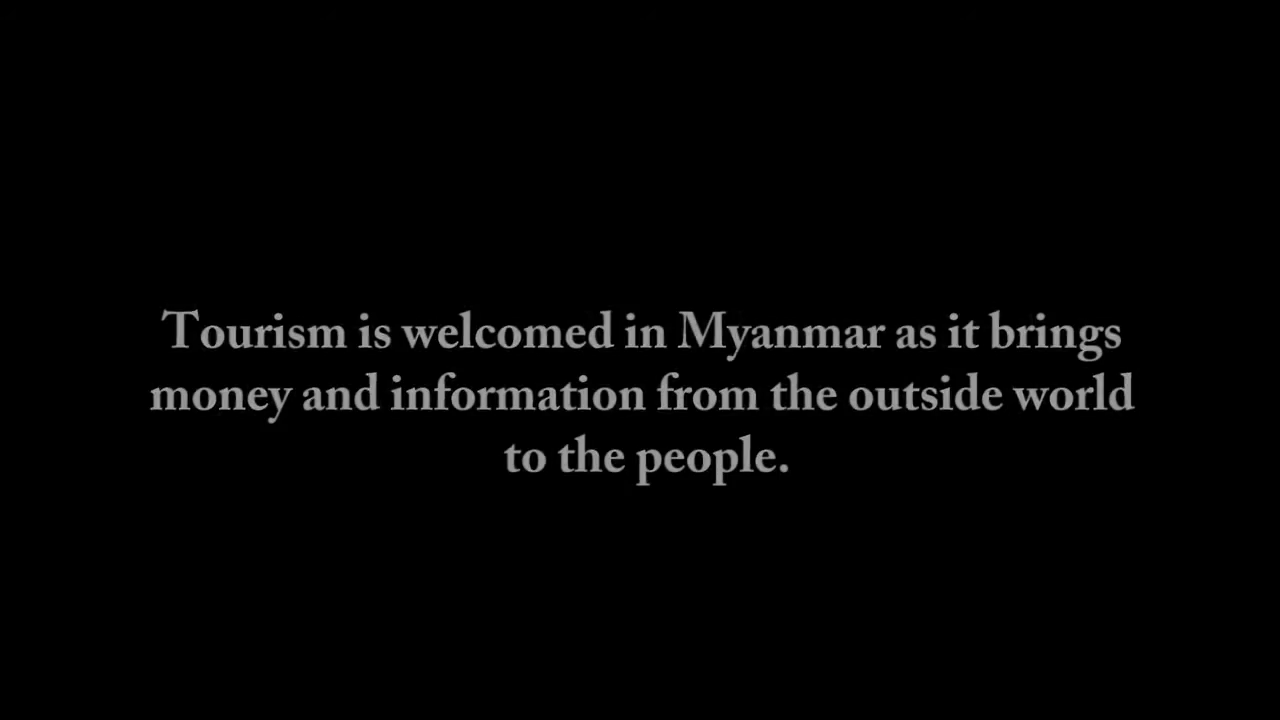 Tourism is welcomed in Myanmar as it brings
money and information from the outside world
to the people.